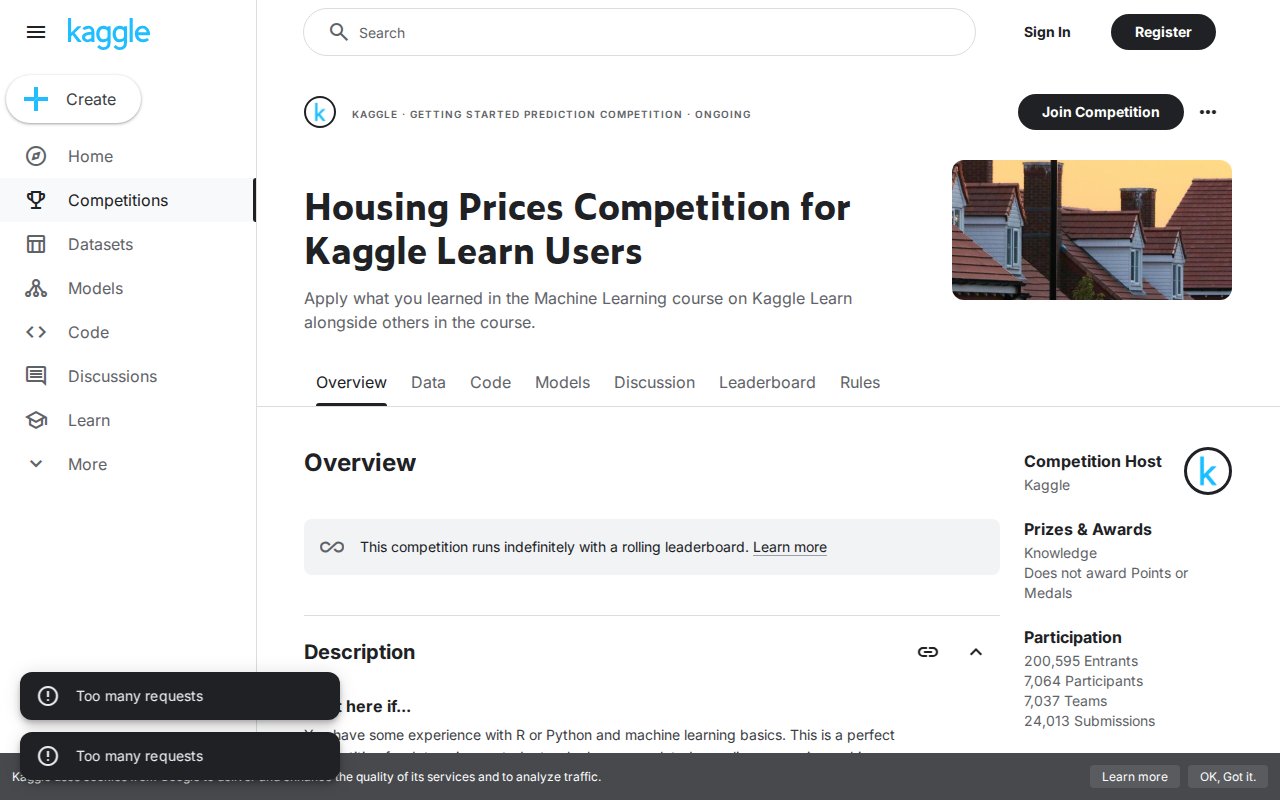 kaggle
Search
Sign In
Register
Create
Home
Competitions
Datasets
Models
Code
Discussions
Learn
More
KAGGLE · GETTING STARTED PREDICTION COMPETITION · ONGOING
Join Competition
Housing Prices Competition for
Kaggle Learn Users
Apply what you learned in the Machine Learning course on Kaggle Learn
alongside others in the course.
Overview
Data
Code
Models
Discussion
Leaderboard
Rules
Overview
This competition runs indefinitely with a rolling leaderboard. Learn more
Description
here if...
have some experience with R or Python and machine learning basics. This is a perfect
Competition Host
Kaggle
Prizes & Awards
Knowledge
Does not award Points or
Medals
Participation
200,595 Entrants
7,064 Participants
7,037 Teams
24,013 Submissions
Too many requests
Too many requests
the quality of its services and to analyze traffic.
Learn more
OK, Got it.